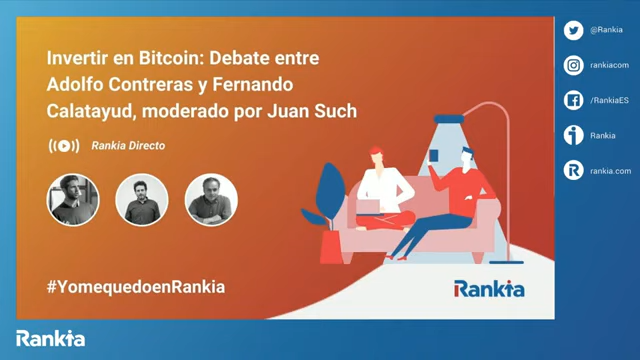 Invertir en Bitcoin: Debate entre
Adolfo Contreras y Fernando
Calatayud, moderado por Juan Such
Rankia Directo
#YomequedoenRankia
Rankia
@Rankia
rankiacom
/RankiaES
Rankia
rankia.com
Rankia